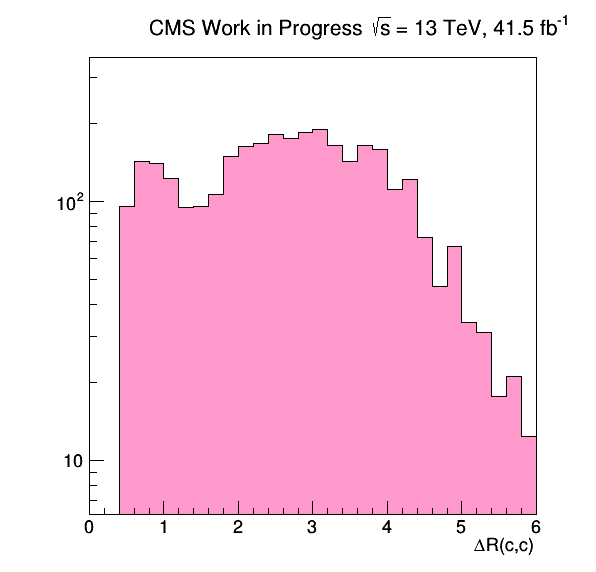 CMS Work in Progress √s = 13 TeV, 41.5 fb⁻¹
10²
10
0 1 2 3 4 5 6
ΔR(c,c)